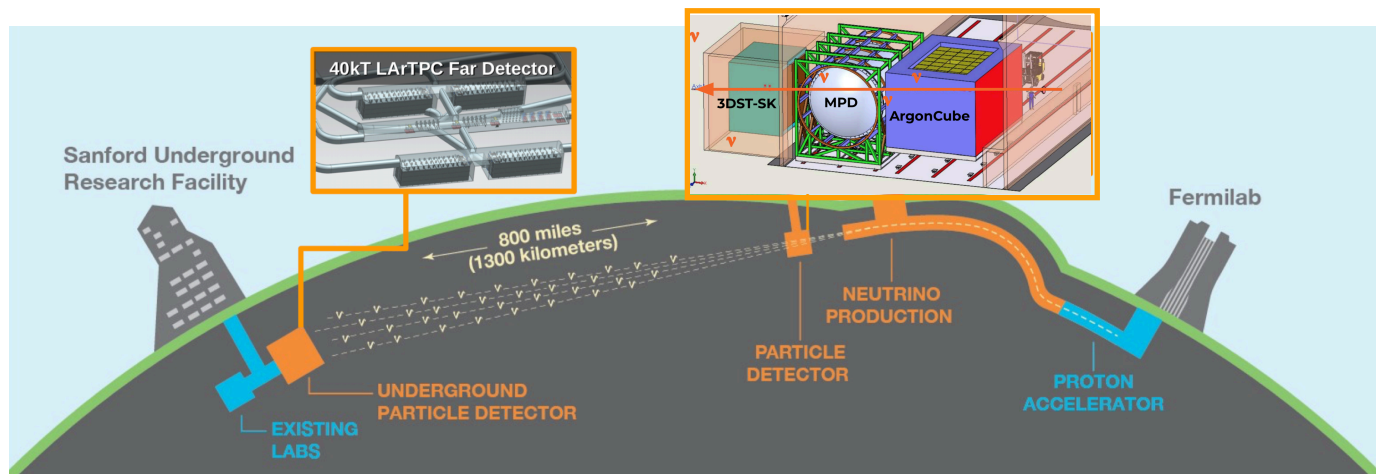 40kT LArTPC Far Detector
ν
ν
ν
ν
3DST-SK
MPD
ArgonCube
ν
Sanford Underground
Research Facility
Fermilab
800 miles
(1300 kilometers)
NEUTRINO
PRODUCTION
PARTICLE
DETECTOR
UNDERGROUND
PARTICLE DETECTOR
PROTON
ACCELERATOR
EXISTING
LABS